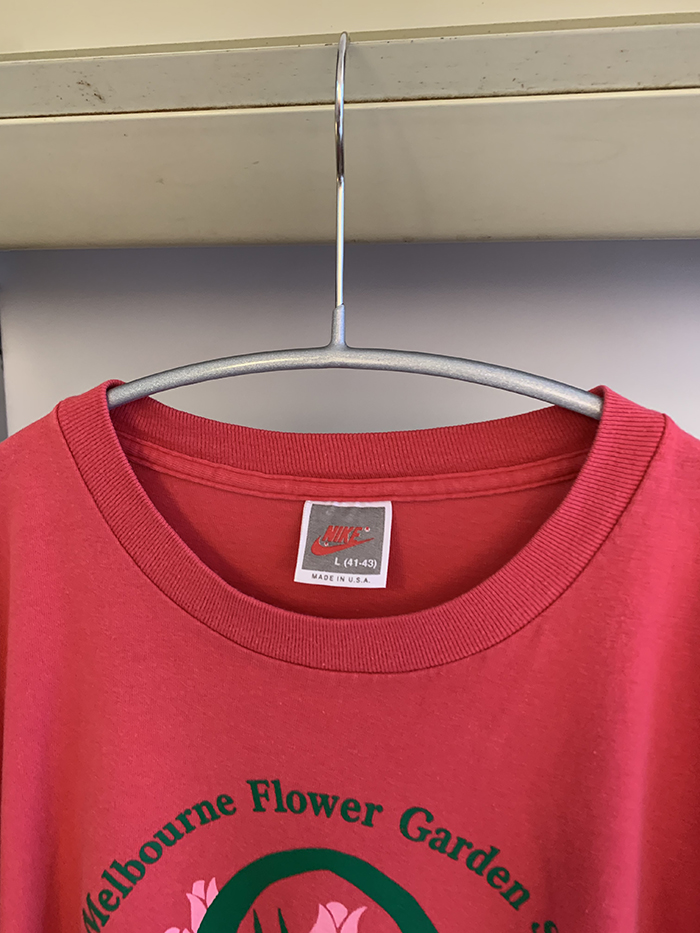 NIKE
L (41-43)
MADE IN U.S.A.
Melbourne Flower Garden